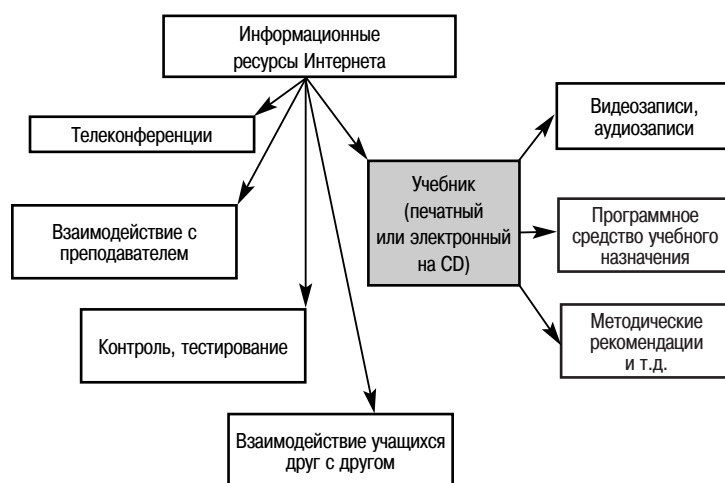 Информационные
ресурсы Интернета
Телеконференции
Взаимодействие с
преподавателем
Контроль, тестирование
Взаимодействие учащихся
друг с другом
Учебник
(печатный
или электронный
на CD)
Видеозаписи,
аудиозаписи
Программное
средство учебного
назначения
Методические
рекомендации
и т.д.